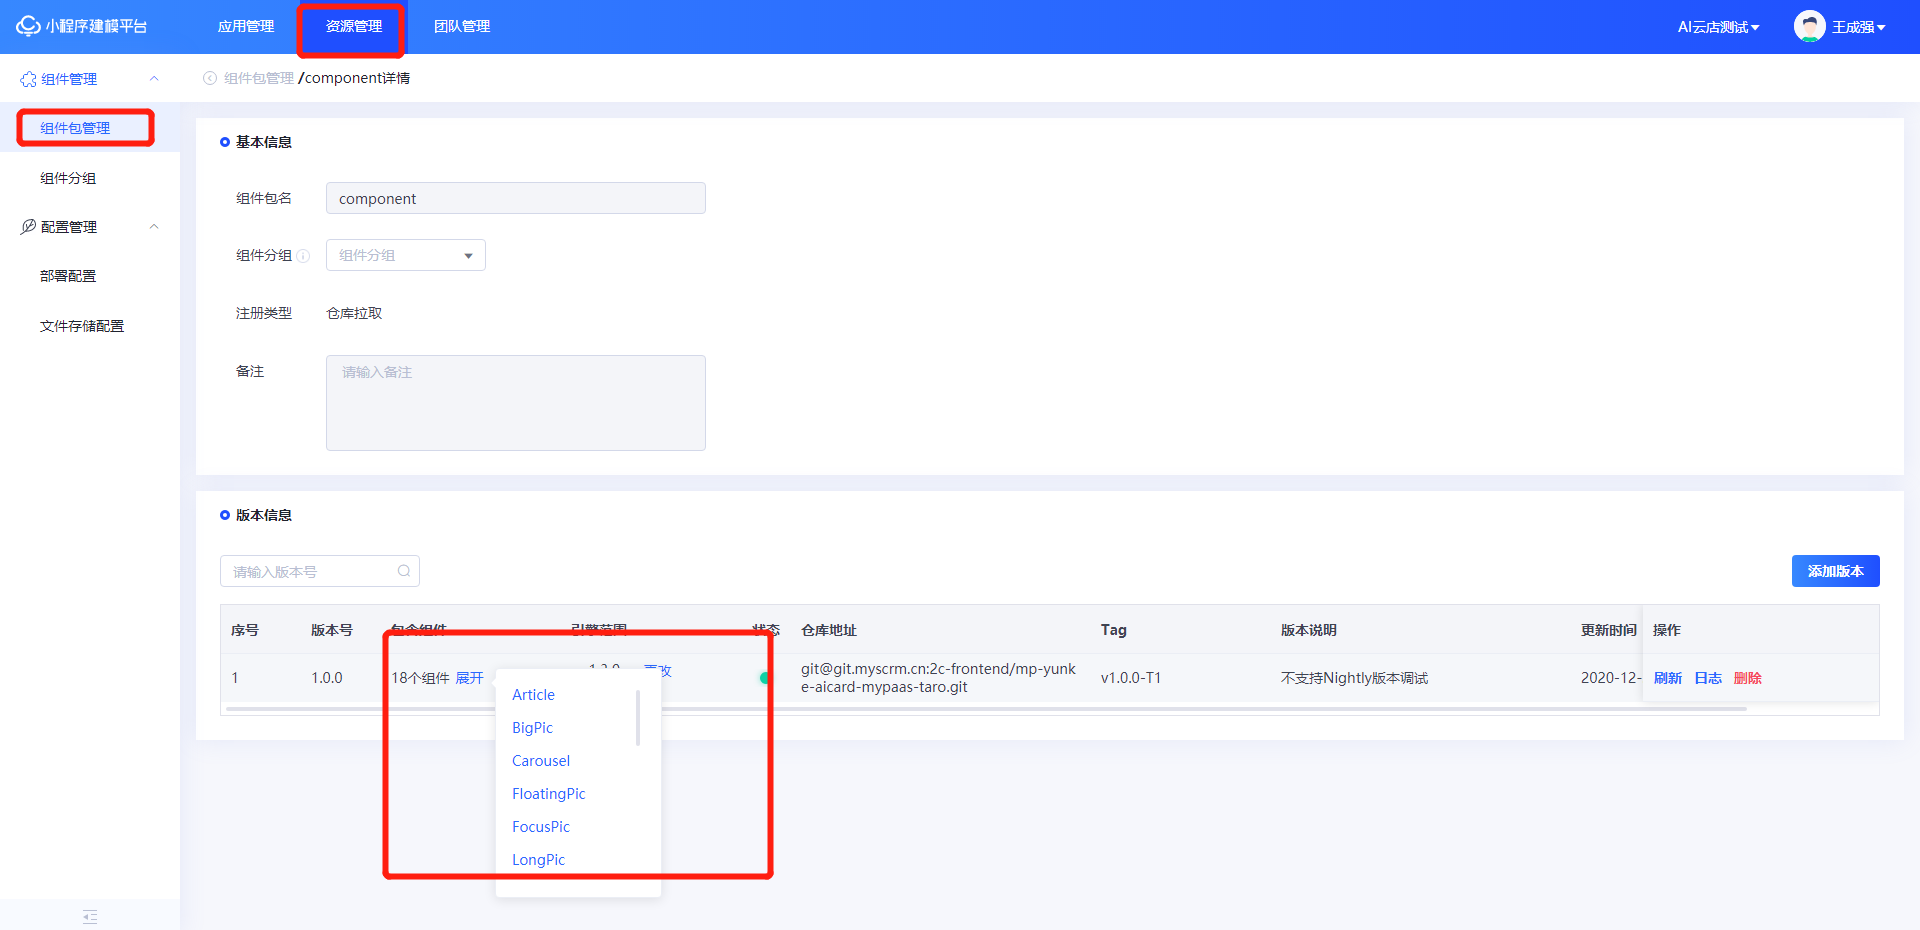 小程序建模平台
应用管理
资源管理
团队管理
AI云店测试
王成强
组件管理
组件包管理
组件分组
配置管理
部署配置
文件存储配置
组件包管理 /component详情
基本信息
组件包名
component
组件分组
组件分组
注册类型
仓库拉取
备注
请输入备注
版本信息
请输入版本号
添加版本
序号 版本号 包含组件 引擎范围 状态 仓库地址 Tag 版本说明 更新时间 操作
1 1.0.0 18个组件 展开 更改 git@git.myscrm.cn:2c-frontend/mp-yunk
e-aicard-mypaas-taro.git v1.0.0-T1 不支持Nightly版本调试 2020-12- 刷新 日志 删除
Article
BigPic
Carousel
FloatingPic
FocusPic
LongPic